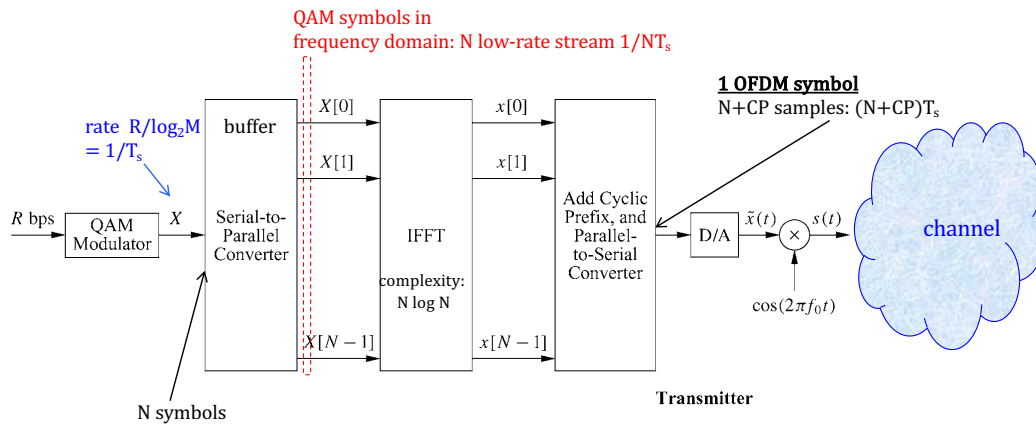 QAM symbols in
frequency domain: N low-rate stream 1/NTs
1 OFDM symbol
N+CP samples: (N+CP)Ts
rate R/log2M
= 1/Ts
R bps
QAM
Modulator
X
buffer
Serial-to-
Parallel
Converter
N symbols
X[0]
X[1]
X[N − 1]
IFFT
complexity:
N log N
x[0]
x[1]
x[N − 1]
Add Cyclic
Prefix, and
Parallel-
to-Serial
Converter
D/A
x̃(t)
×
s(t)
cos(2πf0t)
channel
Transmitter